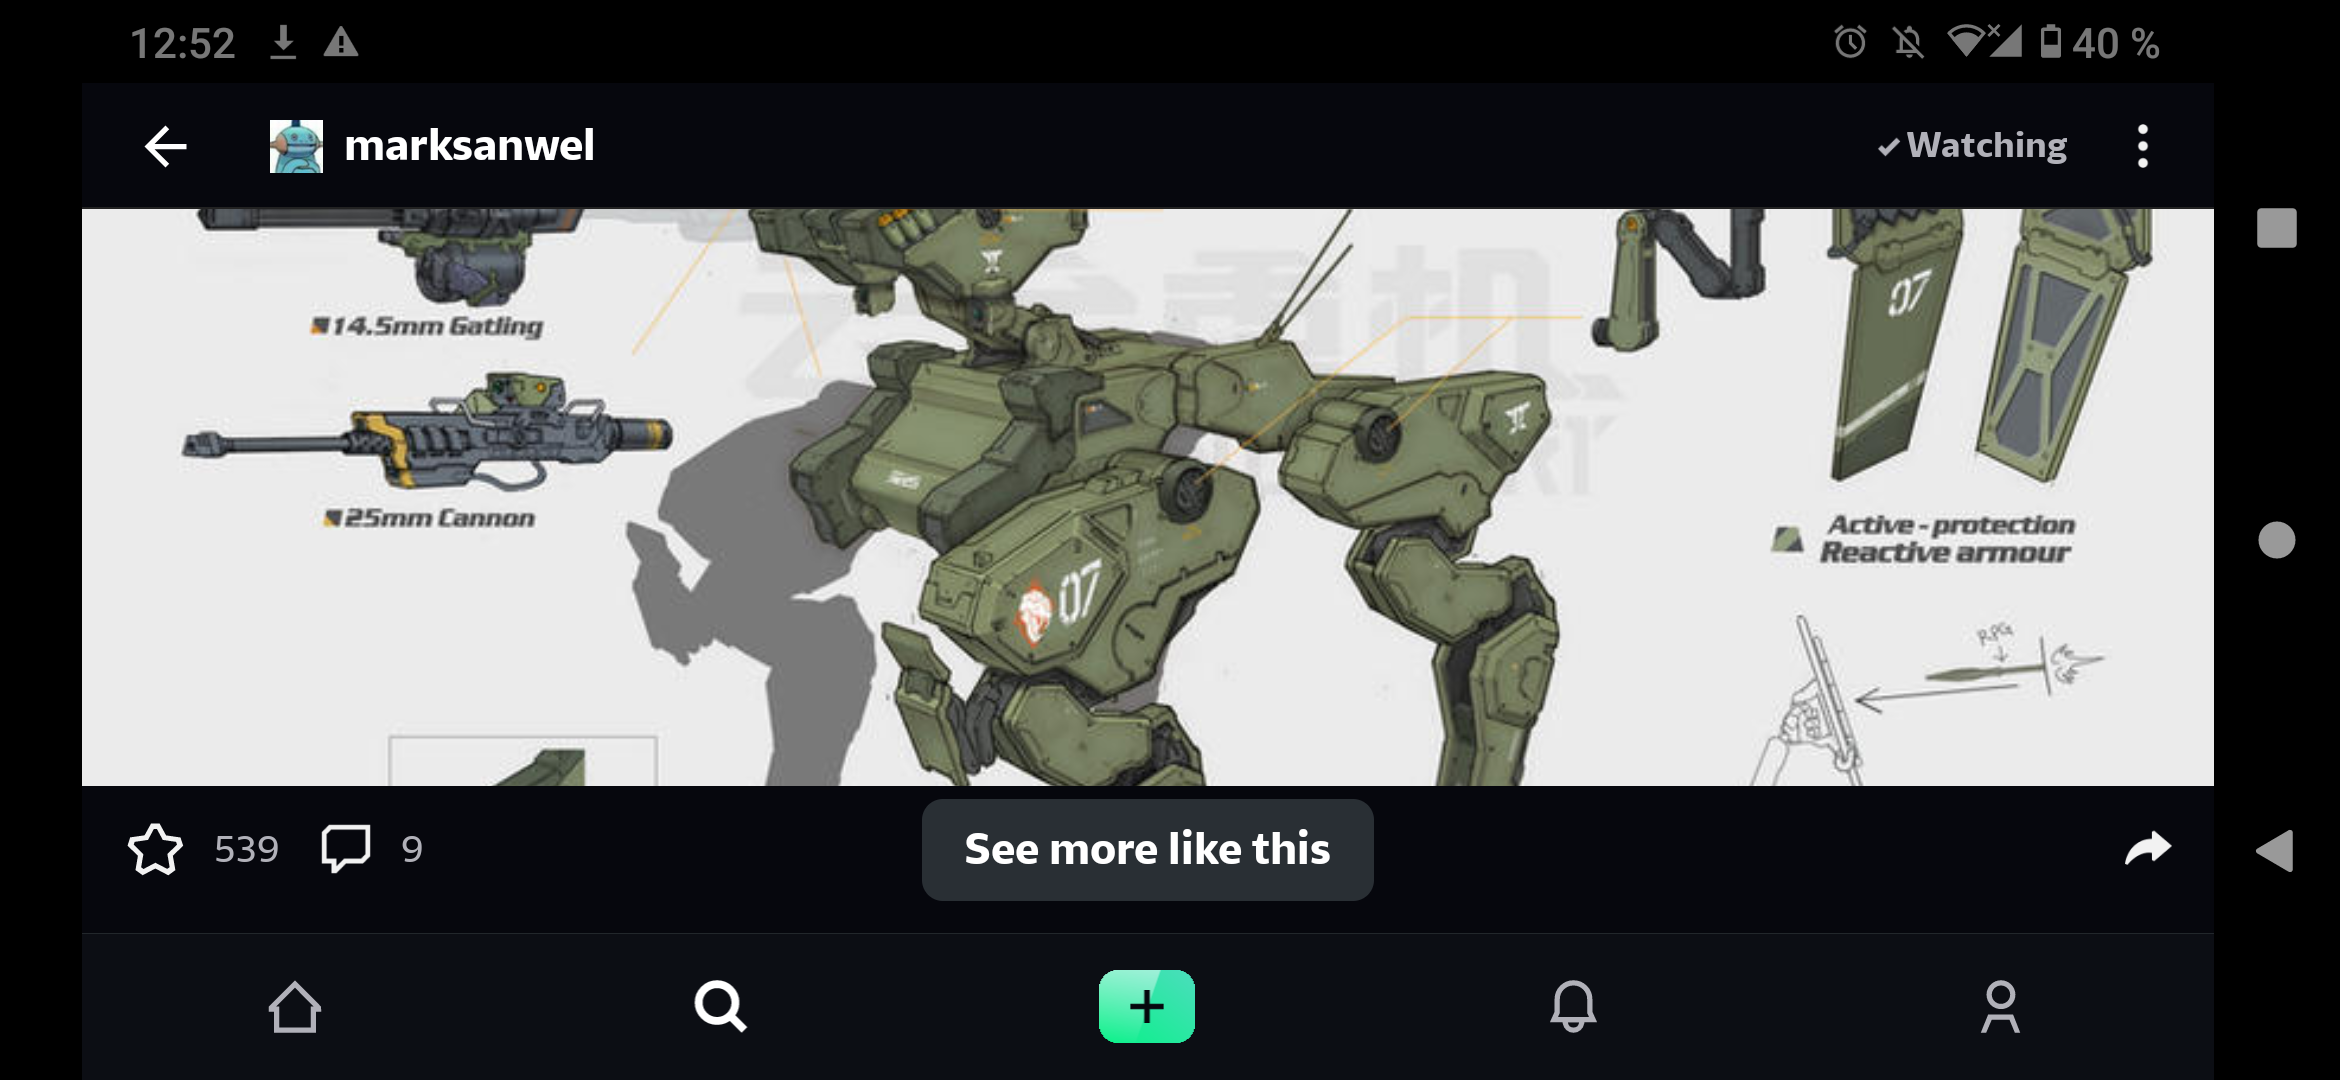 12:52
40 %
marksanwel
Watching
14.5mm Gatling
07
25mm Cannon
Active-protection
Reactive armour
07
RPG
539
9
See more like this